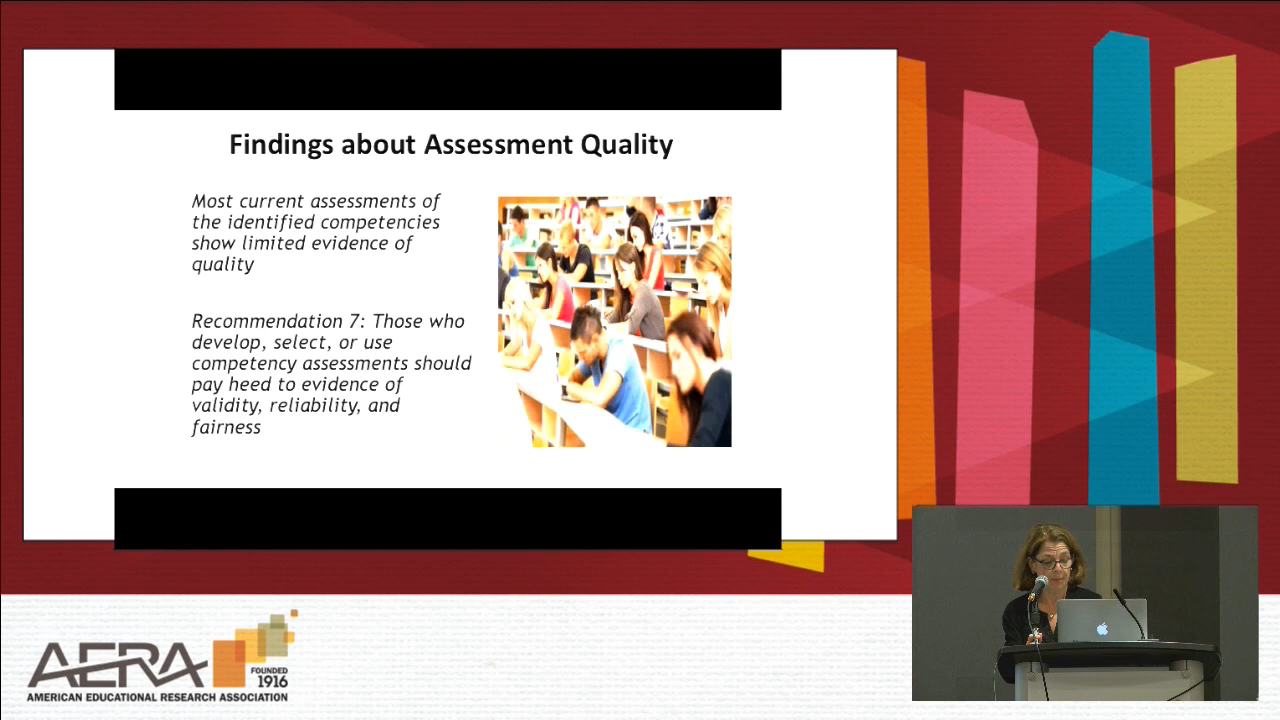 Findings about Assessment Quality
Most current assessments of
the identified competencies
show limited evidence of
quality
Recommendation 7: Those who
develop, select, or use
competency assessments should
pay heed to evidence of
validity, reliability, and
fairness
AERA
FOUNDED
1916
AMERICAN EDUCATIONAL RESEARCH ASSOCIATION